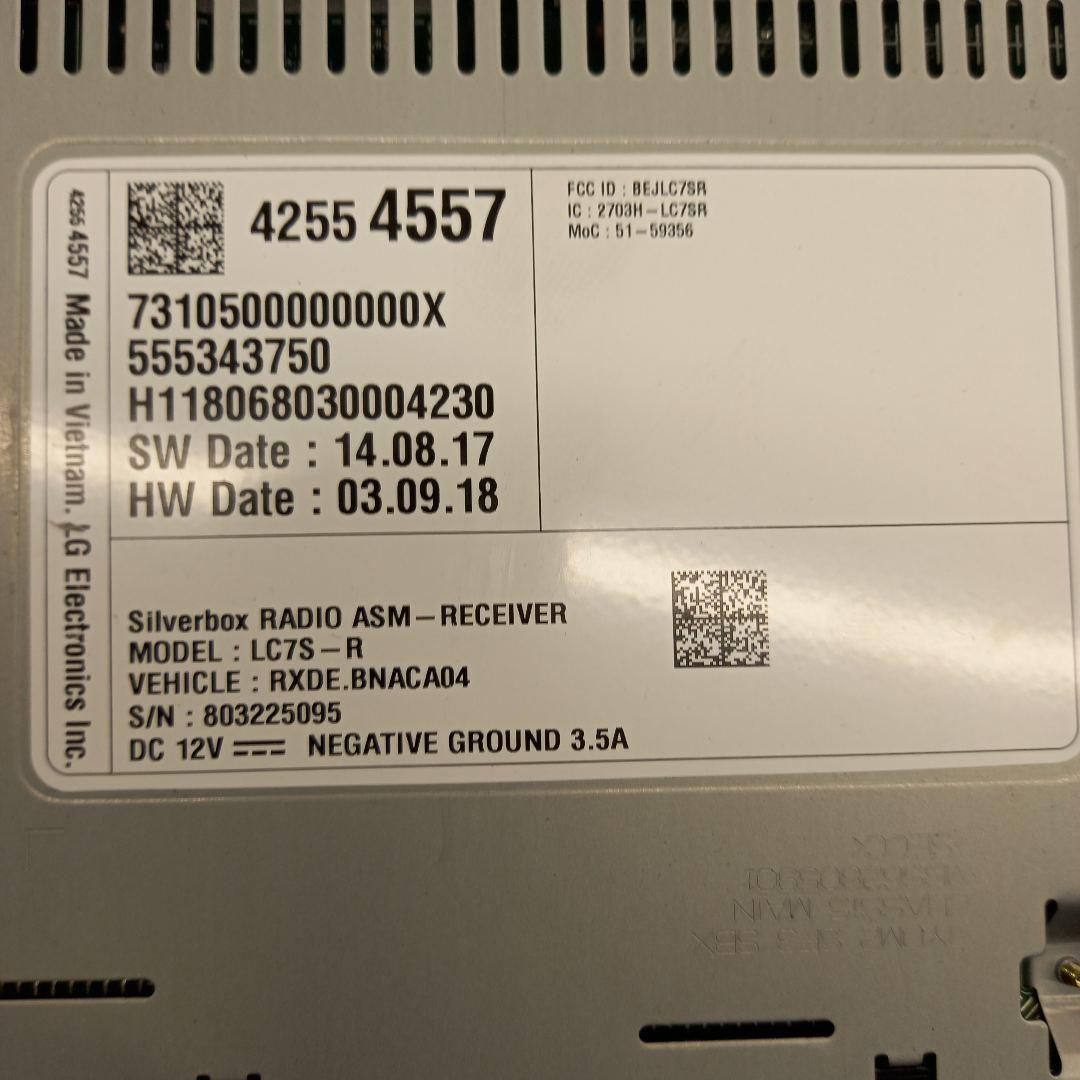 4255 4557 Made in Vietnam. LG Electronics Inc.
4255 4557
7310500000000X
555343750
H118068030004230
SW Date : 14.08.17
HW Date : 03.09.18
FCC ID : BEJLC7SR
IC : 2703H-LC7SR
MoC : 51-59356
Silverbox RADIO ASM-RECEIVER
MODEL : LC7S-R
VEHICLE : RXDE.BNACA04
S/N : 803225095
DC 12V ⎓ NEGATIVE GROUND 3.5A
MAIN